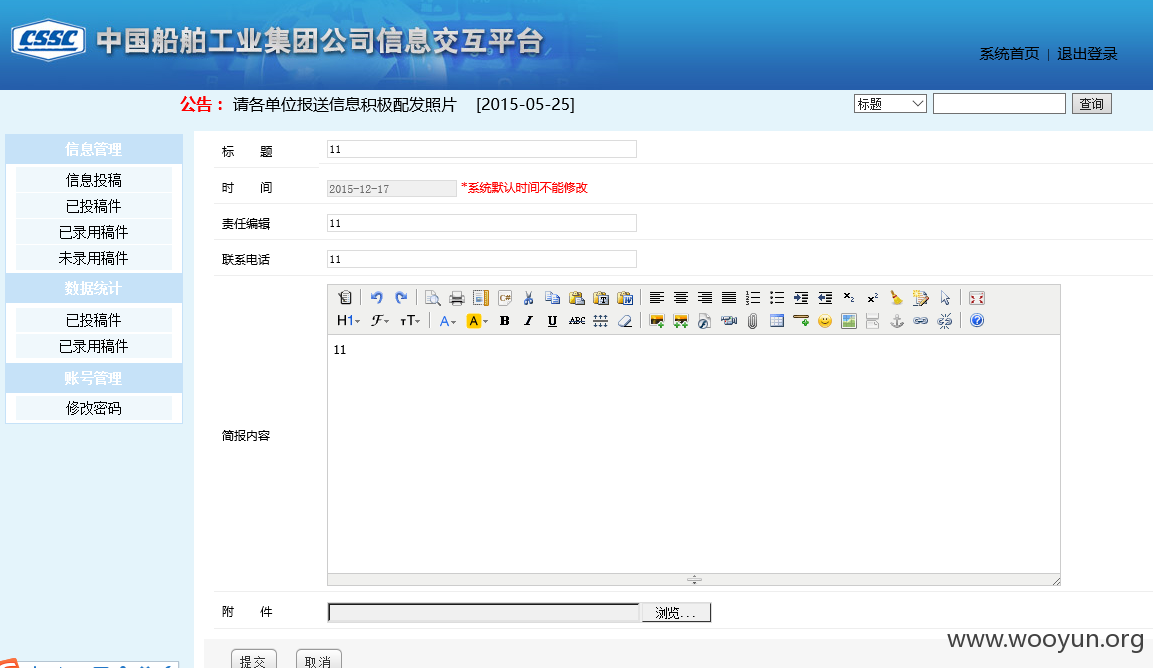 CSSC 中国船舶工业集团公司信息交互平台
系统首页 | 退出登录
公告： 请各单位报送信息积极配发照片 [2015-05-25]
标题 查询
信息管理
信息投稿
已投稿件
已录用稿件
未录用稿件
数据统计
已投稿件
已录用稿件
账号管理
修改密码
标 题 11
时 间 2015-12-17 *系统默认时间不能修改
责任编辑 11
联系电话 11
H1 F TT A A B I U ABC
11
简报内容
附 件 浏览...
提交 取消
www.wooyun.org